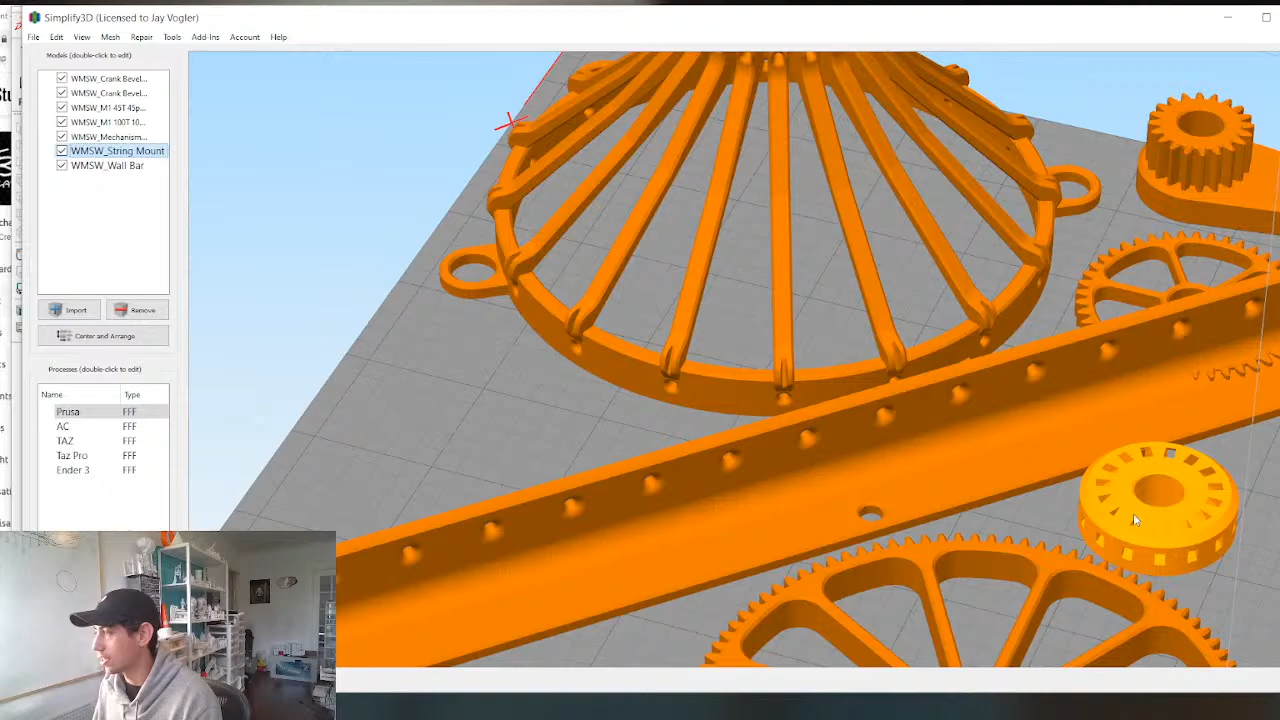 Simplify3D (Licensed to Jay Vogler)
File Edit View Mesh Repair Tools Add-Ins Account Help
Models (double-click to edit)
WMSW_Crank Bevel...
WMSW_Crank Bevel...
WMSW_M1 45T 45p...
WMSW_M1 100T 10...
WMSW_Mechanism...
WMSW_String Mount
WMSW_Wall Bar
Import Remove
Center and Arrange
Processes (double-click to edit)
Name Type
Prusa FFF
AC FFF
TAZ FFF
Taz Pro FFF
Ender 3 FFF